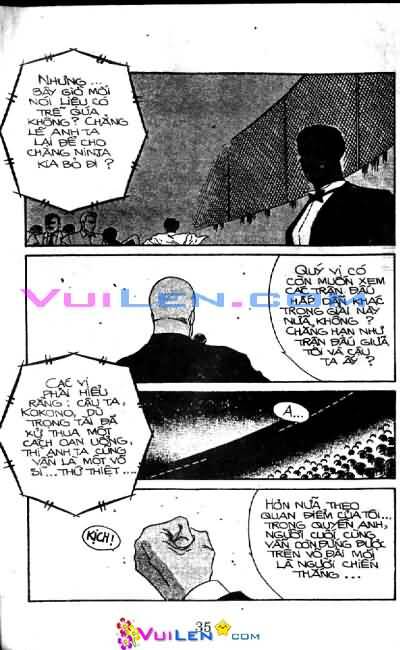 NHƯNG...
BÂY GIỜ MỚI
NÓI LIỆU CÓ
TRỄ QUÁ
KHÔNG? CHẲNG
LẼ ANH TA
LẠI ĐỂ CHO
CHÀNG NINJA
KIA BỎ ĐI?
QUÝ VỊ CÓ
CÒN MUỐN XEM
CÁC TRẬN ĐẤU
HẤP DẪN KHÁC
TRONG GIẢI NÀY
NỮA KHÔNG?
CHẲNG HẠN NHƯ
TRẬN ĐẤU GIỮA
TÔI VÀ CẬU
TA ẤY?
VuiLen.com
CÁC VỊ
PHẢI HIỂU
RẰNG: CẬU TA,
KOKONO, DÙ
TRỌNG TÀI ĐÃ
XỬ THUA MỘT
CÁCH OAN UỔNG,
THÌ ANH TA CŨNG
VẪN LÀ MỘT VÕ
SĨ... THỨ THIỆT....
A...
HƠN NỮA THEO
QUAN ĐIỂM CỦA TÔI...
TRONG QUYỀN ANH,
NGƯỜI CUỐI CÙNG
VẪN CÒN ĐỨNG ĐƯỢC
TRÊN VÕ ĐÀI MỚI
LÀ NGƯỜI CHIẾN
THẮNG...
KỊCH!
35
VuiLen.com